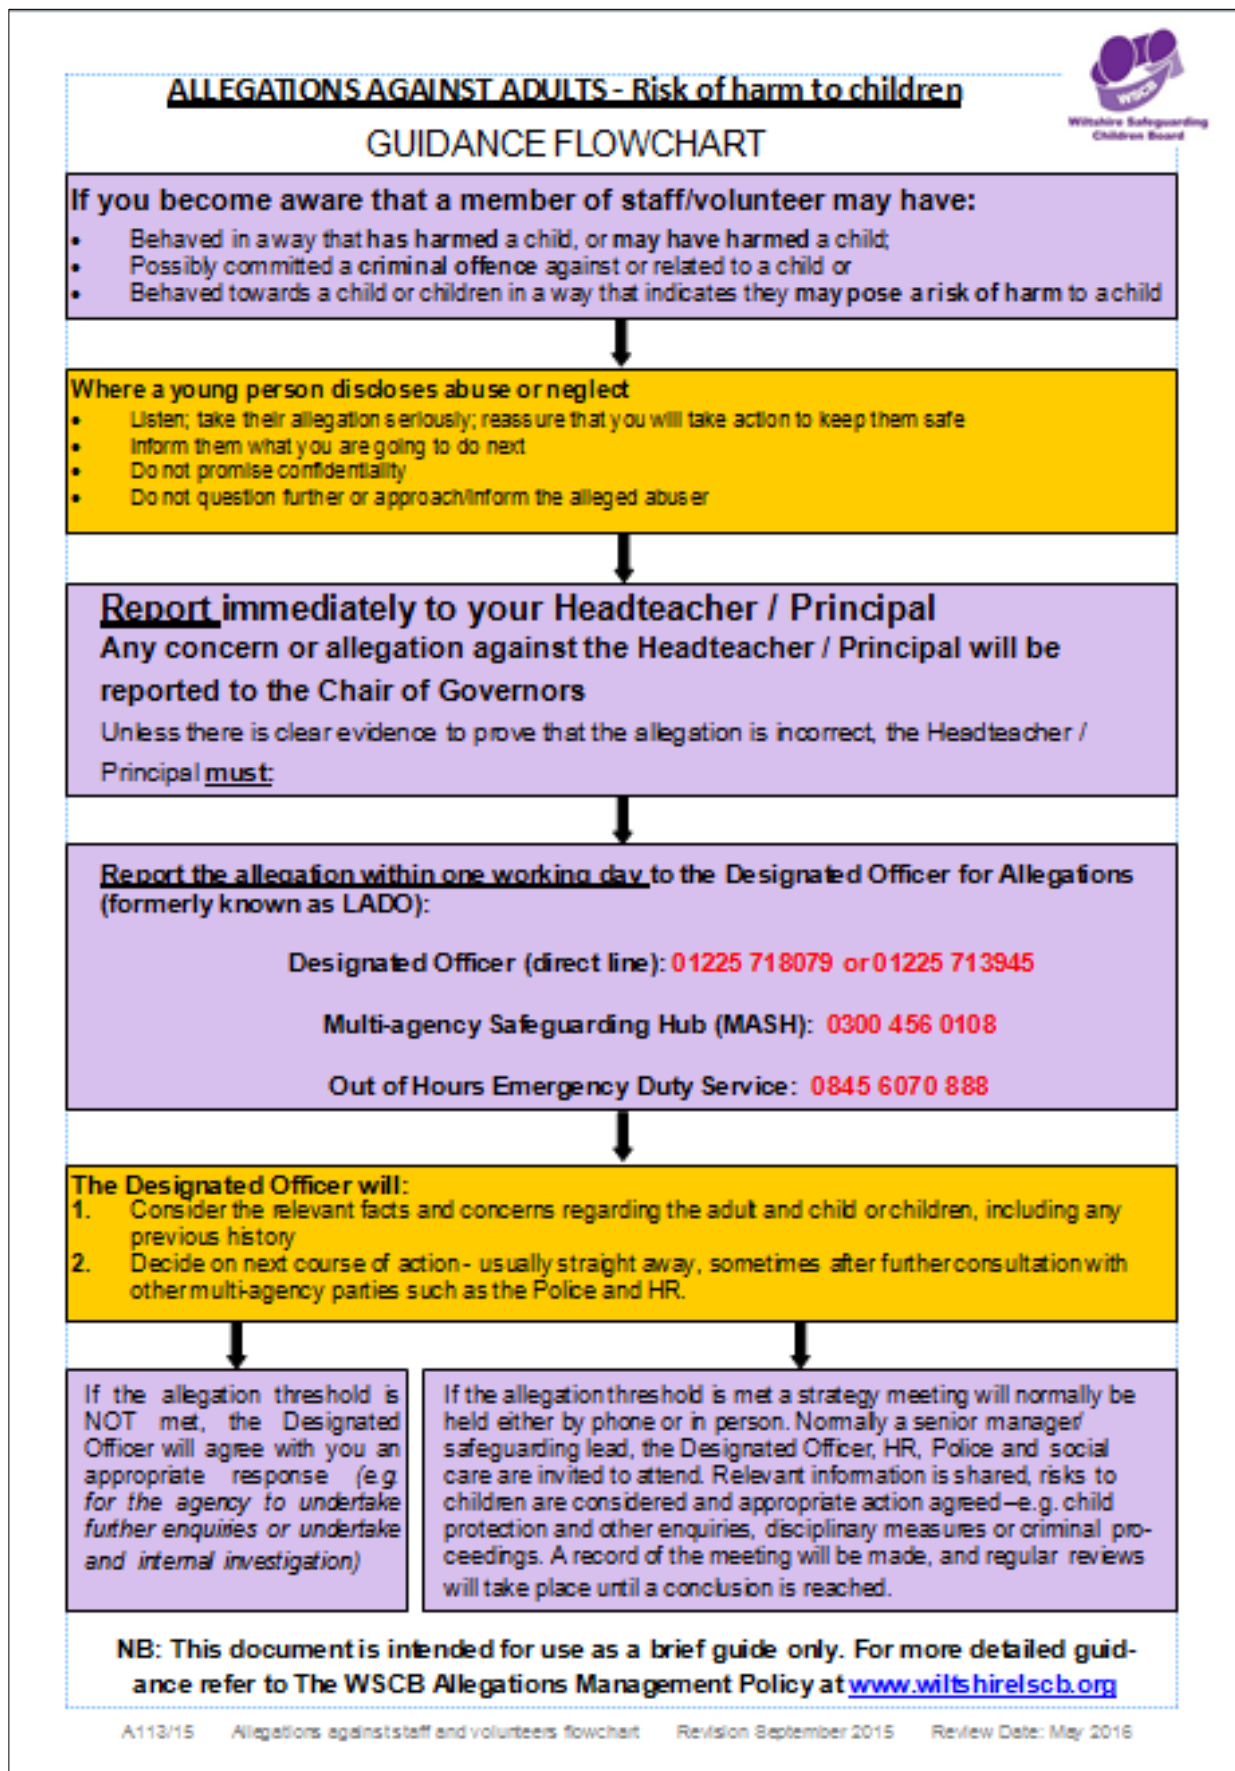 WSCB
Wiltshire Safeguarding
Children Board
ALLEGATIONS AGAINST ADULTS - Risk of harm to children
GUIDANCE FLOWCHART
If you become aware that a member of staff/volunteer may have:
• Behaved in a way that has harmed a child, or may have harmed a child;
• Possibly committed a criminal offence against or related to a child or
• Behaved towards a child or children in a way that indicates they may pose a risk of harm to a child
Where a young person discloses abuse or neglect
• Listen; take their allegation seriously; reassure that you will take action to keep them safe
• Inform them what you are going to do next
• Do not promise confidentiality
• Do not question further or approach/inform the alleged abuser
Report immediately to your Headteacher / Principal
Any concern or allegation against the Headteacher / Principal will be
reported to the Chair of Governors
Unless there is clear evidence to prove that the allegation is incorrect, the Headteacher /
Principal must:
Report the allegation within one working day to the Designated Officer for Allegations
(formerly known as LADO):
Designated Officer (direct line): 01225 718079 or 01225 713945
Multi-agency Safeguarding Hub (MASH): 0300 456 0108
Out of Hours Emergency Duty Service: 0845 6070 888
The Designated Officer will:
1. Consider the relevant facts and concerns regarding the adult and child or children, including any
previous history
2. Decide on next course of action - usually straight away, sometimes after further consultation with
other multi-agency parties such as the Police and HR.
If the allegation threshold is
NOT met, the Designated
Officer will agree with you an
appropriate response (e.g.
for the agency to undertake
further enquiries or undertake
and internal investigation)
If the allegation threshold is met a strategy meeting will normally be
held either by phone or in person. Normally a senior manager/
safeguarding lead, the Designated Officer, HR, Police and social
care are invited to attend. Relevant information is shared, risks to
children are considered and appropriate action agreed—e.g. child
protection and other enquiries, disciplinary measures or criminal pro-
ceedings. A record of the meeting will be made, and regular reviews
will take place until a conclusion is reached.
NB: This document is intended for use as a brief guide only. For more detailed guid-
ance refer to The WSCB Allegations Management Policy at www.wiltshirelscb.org
A113/15 Allegations against staff and volunteers flowchart Revision September 2015 Review Date: May 2016